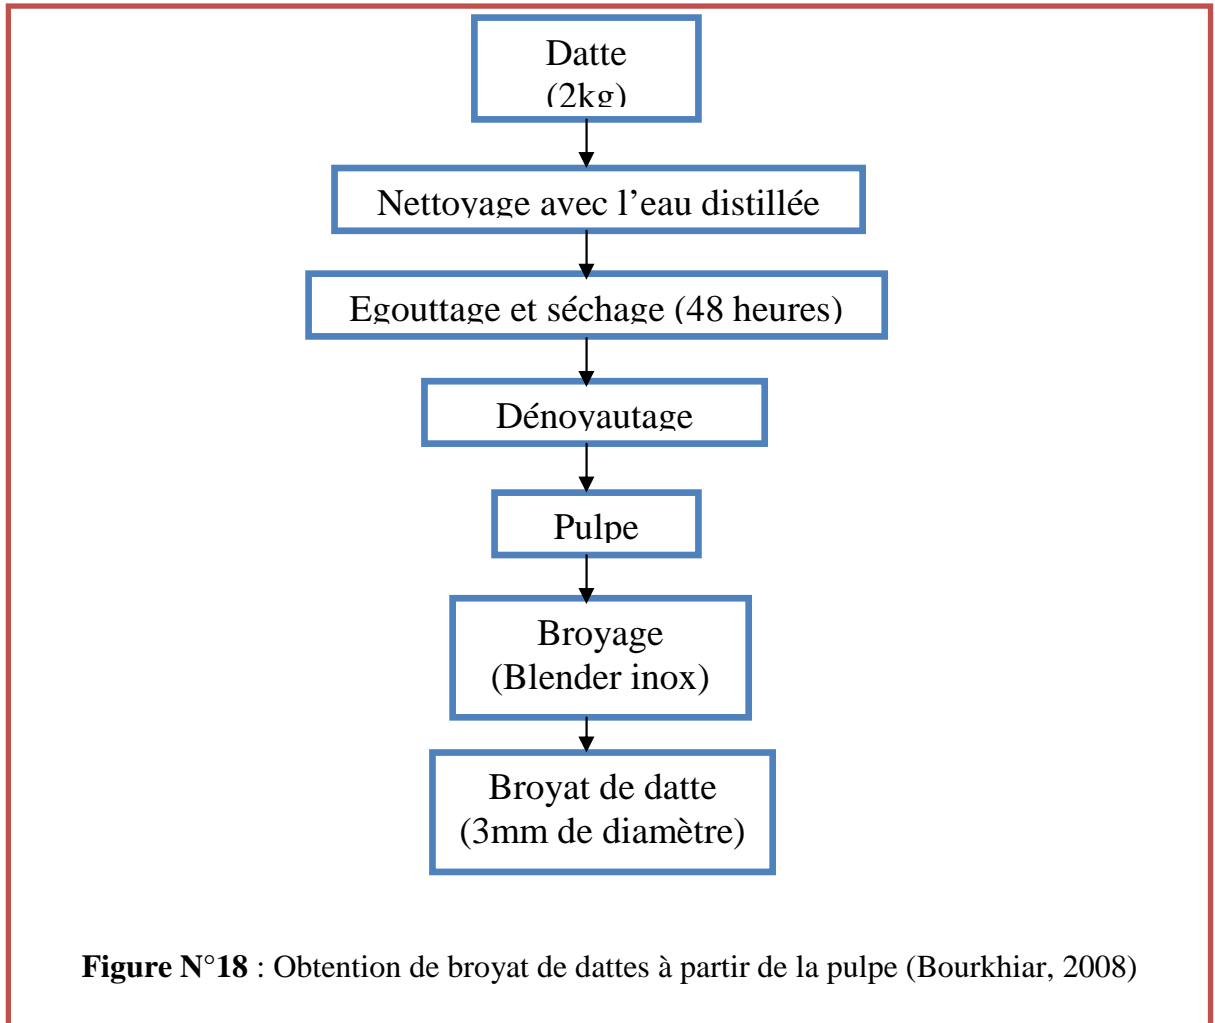 Datte
(2kg)
Nettoyage avec l’eau distillée
Egouttage et séchage (48 heures)
Dénoyautage
Pulpe
Broyage
(Blender inox)
Broyat de datte
(3mm de diamètre)
Figure N°18 : Obtention de broyat de dattes à partir de la pulpe (Bourkhiar, 2008)